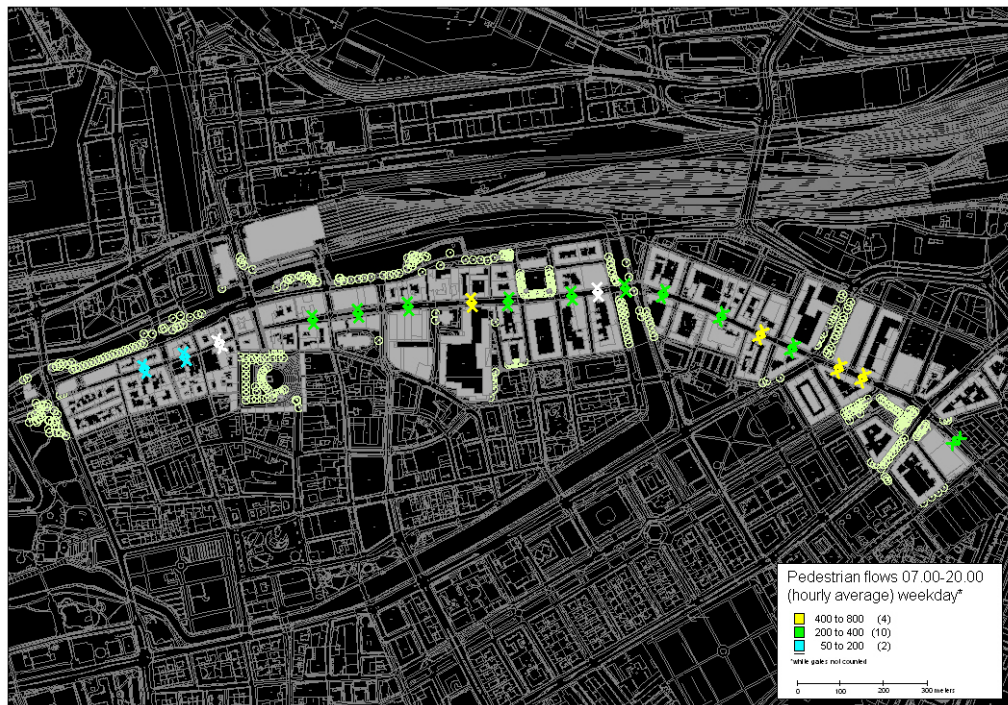 Pedestrian flows 07.00-20.00
(hourly average) weekday*
400 to 800 (4)
200 to 400 (10)
50 to 200 (2)
*while gates not counted
0 100 200 300 meters